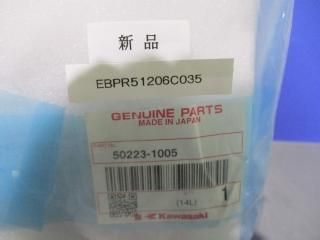 新品
EBPR51206C035
GENUINE PARTS
MADE IN JAPAN
50223-1005
1
(14L)
Kawasaki